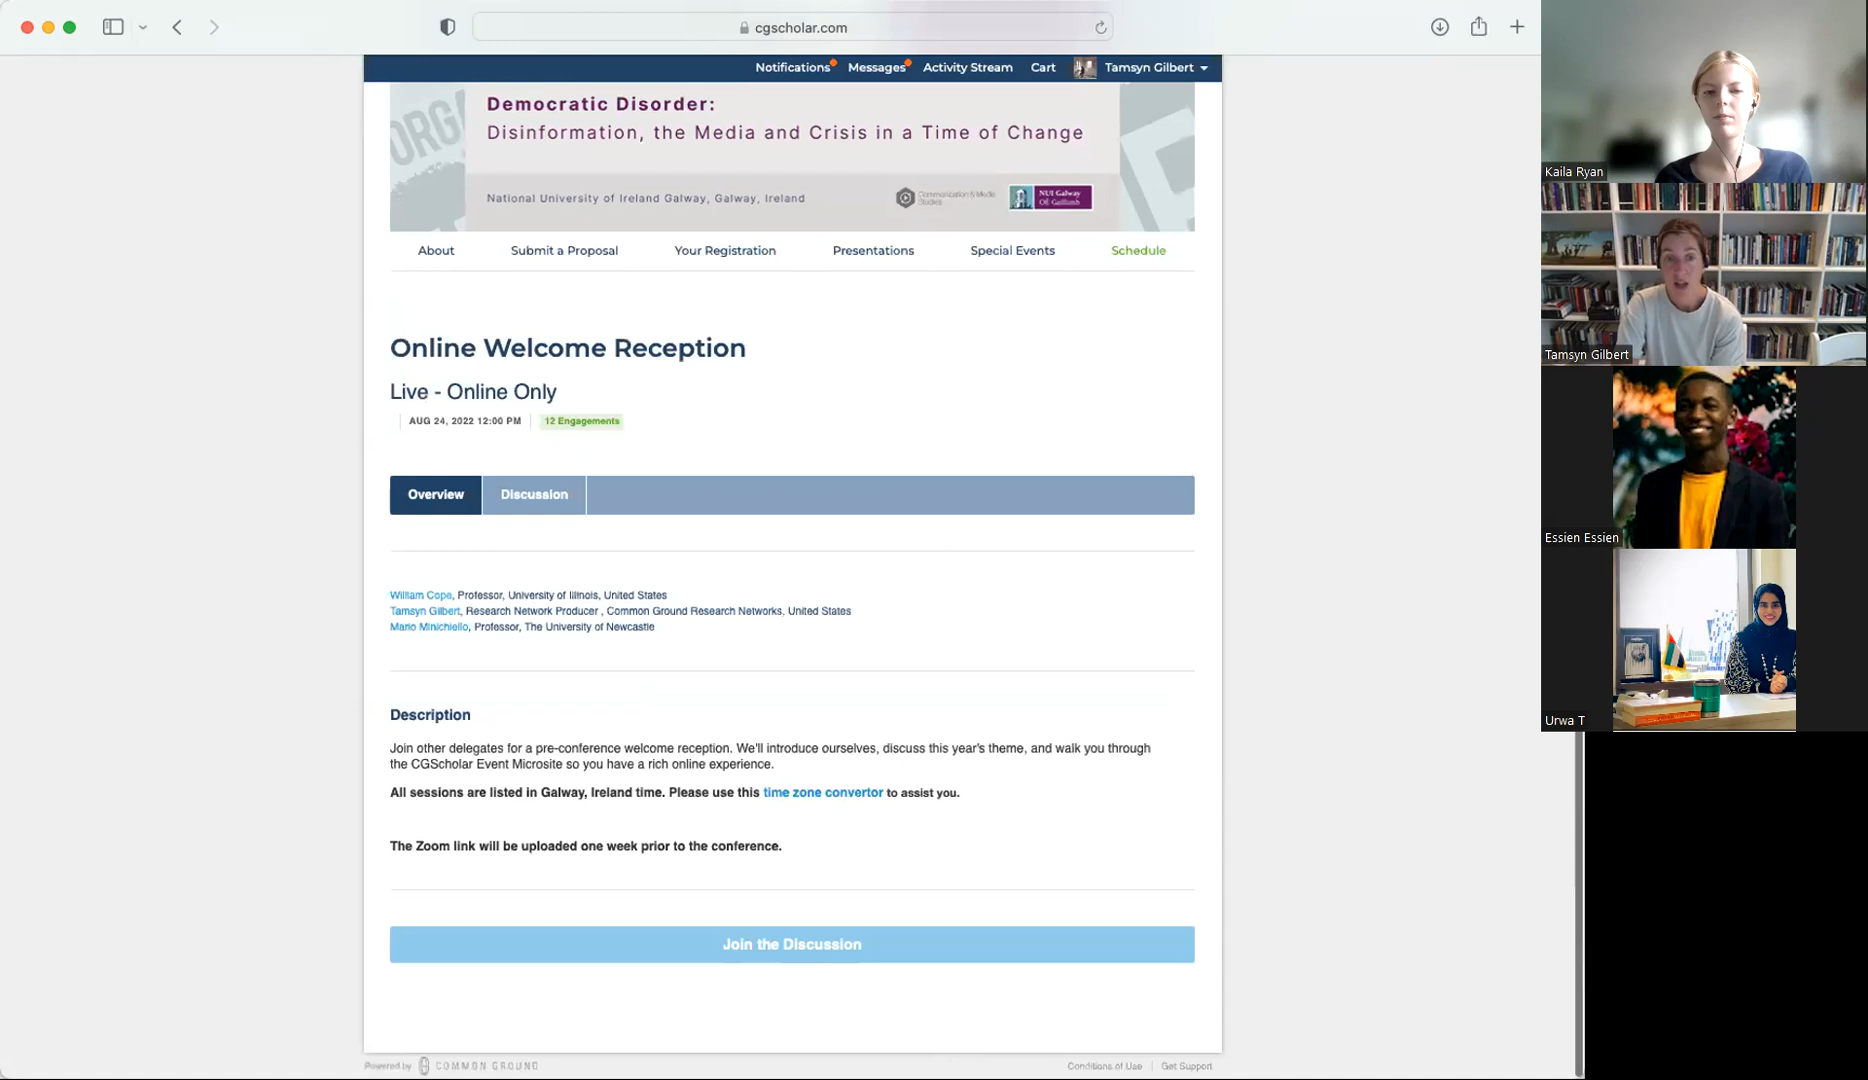 cgscholar.com
Notifications Messages Activity Stream Cart Tamsyn Gilbert
ORGA
Democratic Disorder:
Disinformation, the Media and Crisis in a Time of Change
National University of Ireland Galway, Galway, Ireland
Communication & Media
Studies
NUI Galway
OÉ Gaillimh
About Submit a Proposal Your Registration Presentations Special Events Schedule
Online Welcome Reception
Live - Online Only
AUG 24, 2022 12:00 PM 12 Engagements
Overview Discussion
William Cope, Professor, University of Illinois, United States
Tamsyn Gilbert, Research Network Producer , Common Ground Research Networks, United States
Mario Minichiello, Professor, The University of Newcastle
Description
Join other delegates for a pre-conference welcome reception. We'll introduce ourselves, discuss this year's theme, and walk you through
the CGScholar Event Microsite so you have a rich online experience.
All sessions are listed in Galway, Ireland time. Please use this time zone convertor to assist you.
The Zoom link will be uploaded one week prior to the conference.
Join the Discussion
Powered by COMMON GROUND
Conditions of Use | Get Support
Kaila Ryan
Tamsyn Gilbert
Essien Essien
Urwa T